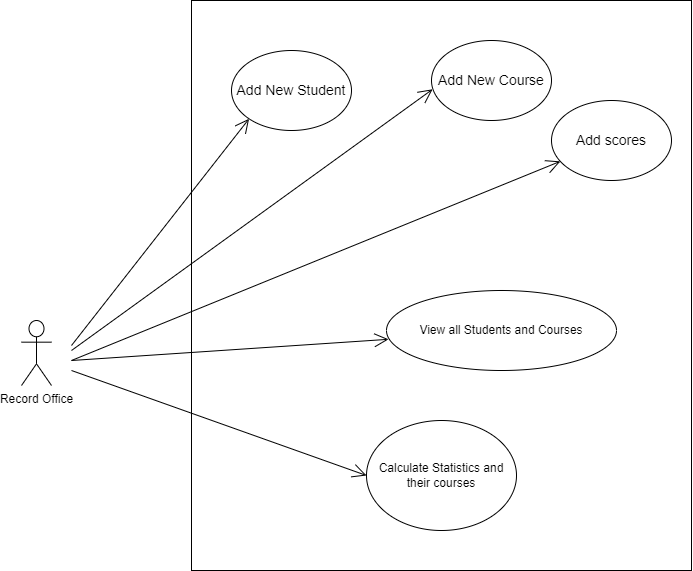 Add New Student
Add New Course
Add scores
View all Students and Courses
Record Office
Calculate Statistics and
their courses